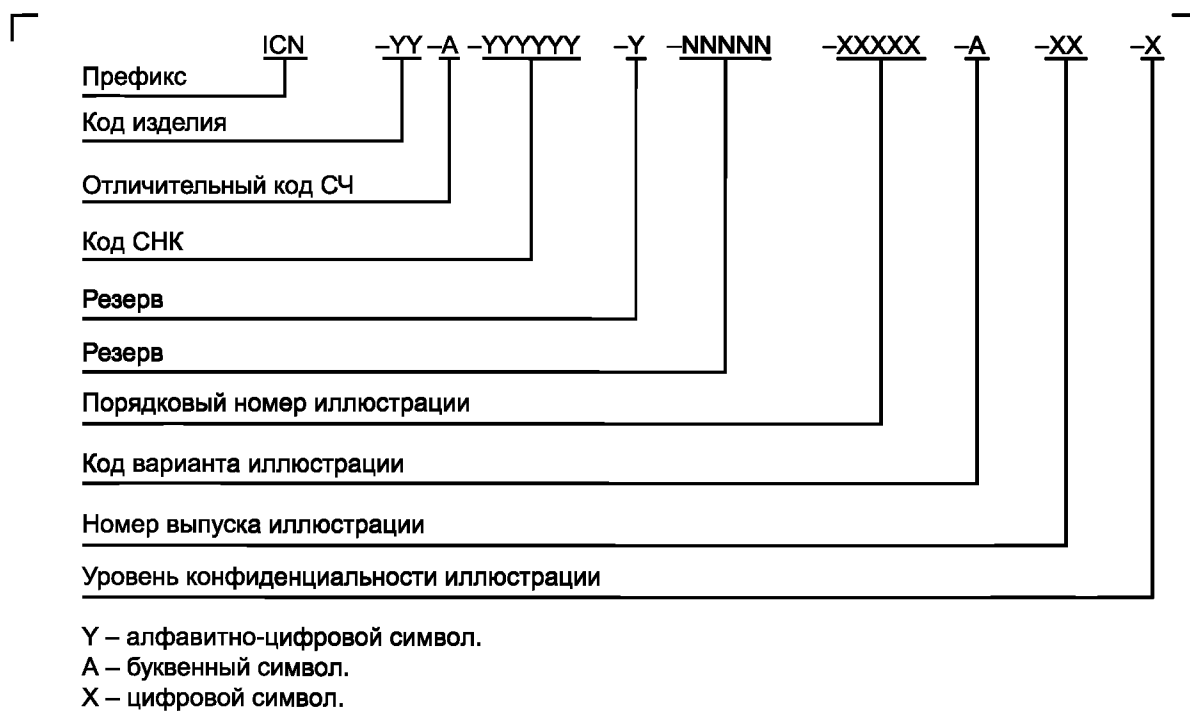 ICN –YY –A –YYYYYY –Y –NNNNN –XXXXX –A –XX –X
Префикс
Код изделия
Отличительный код СЧ
Код СНК
Резерв
Резерв
Порядковый номер иллюстрации
Код варианта иллюстрации
Номер выпуска иллюстрации
Уровень конфиденциальности иллюстрации
Y – алфавитно-цифровой символ.
A – буквенный символ.
X – цифровой символ.